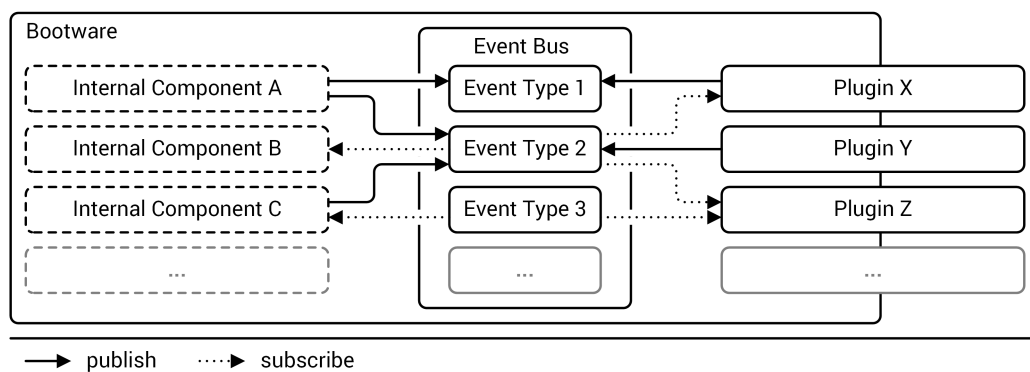 Bootware
Event Bus
Internal Component A
Event Type 1
Plugin X
Internal Component B
Event Type 2
Plugin Y
Internal Component C
Event Type 3
Plugin Z
...
...
...
publish
subscribe